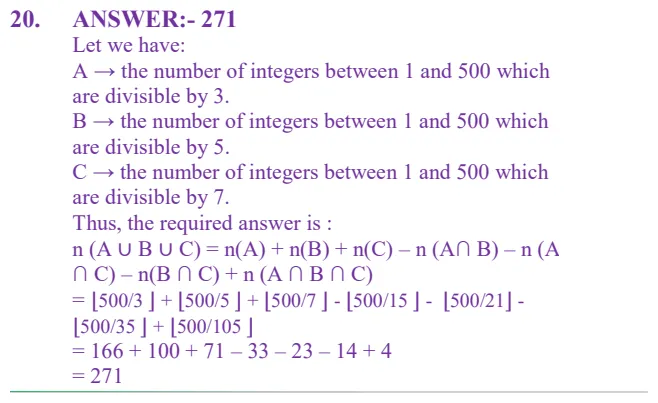 20. ANSWER:- 271
Let we have:
A → the number of integers between 1 and 500 which
are divisible by 3.
B → the number of integers between 1 and 500 which
are divisible by 5.
C → the number of integers between 1 and 500 which
are divisible by 7.
Thus, the required answer is :
n (A ∪ B ∪ C) = n(A) + n(B) + n(C) – n (A∩ B) – n (A
∩ C) – n(B ∩ C) + n (A ∩ B ∩ C)
= ⌊500/3 ⌋ + ⌊500/5 ⌋ + ⌊500/7 ⌋ - ⌊500/15 ⌋ - ⌊500/21⌋ -
⌊500/35 ⌋ + ⌊500/105 ⌋
= 166 + 100 + 71 – 33 – 23 – 14 + 4
= 271